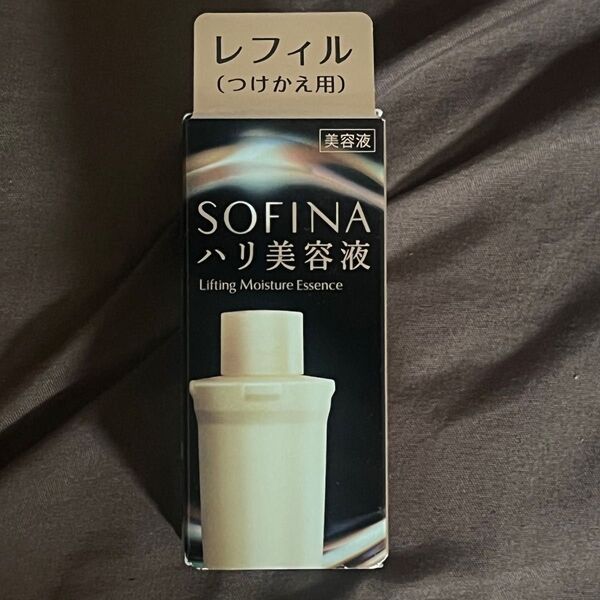 レフィル
(つけかえ用)
美容液
SOFINA
ハリ美容液
Lifting Moisture Essence